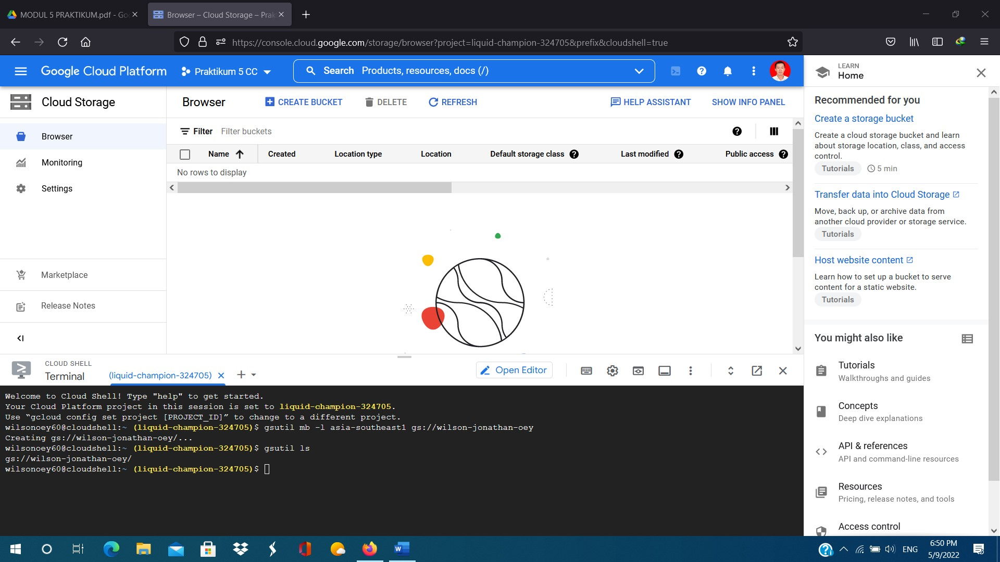 MODUL 5 PRAKTIKUM.pdf - Go
Browser – Cloud Storage – Prak
https://console.cloud.google.com/storage/browser?project=liquid-champion-324705&prefix&cloudshell=true
Google Cloud Platform
Praktikum 5 CC
Search Products, resources, docs (/)
LEARN
Home
Cloud Storage
Browser
CREATE BUCKET
DELETE
REFRESH
HELP ASSISTANT
SHOW INFO PANEL
Browser
Monitoring
Settings
Marketplace
Release Notes
Filter Filter buckets
Name
Created
Location type
Location
Default storage class
Last modified
Public access
No rows to display
Recommended for you
Create a storage bucket
Create a cloud storage bucket and learn
about storage location, class, and access
control.
Tutorials
5 min
Transfer data into Cloud Storage
Move, back up, or archive data from
another cloud provider or storage service.
Tutorials
Host website content
Learn how to set up a bucket to serve
content for a static website.
Tutorials
You might also like
Tutorials
Walkthroughs and guides
Concepts
Deep dive explanations
API & references
API and command-line resources
Resources
Pricing, release notes, and tools
Access control
CLOUD SHELL
Terminal
(liquid-champion-324705)
Open Editor
Welcome to Cloud Shell! Type "help" to get started.
Your Cloud Platform project in this session is set to liquid-champion-324705.
Use “gcloud config set project [PROJECT_ID]” to change to a different project.
wilsonoey60@cloudshell:~ (liquid-champion-324705)$ gsutil mb -l asia-southeast1 gs://wilson-jonathan-oey
Creating gs://wilson-jonathan-oey/...
wilsonoey60@cloudshell:~ (liquid-champion-324705)$ gsutil ls
gs://wilson-jonathan-oey/
wilsonoey60@cloudshell:~ (liquid-champion-324705)$
ENG
6:50 PM
5/9/2022